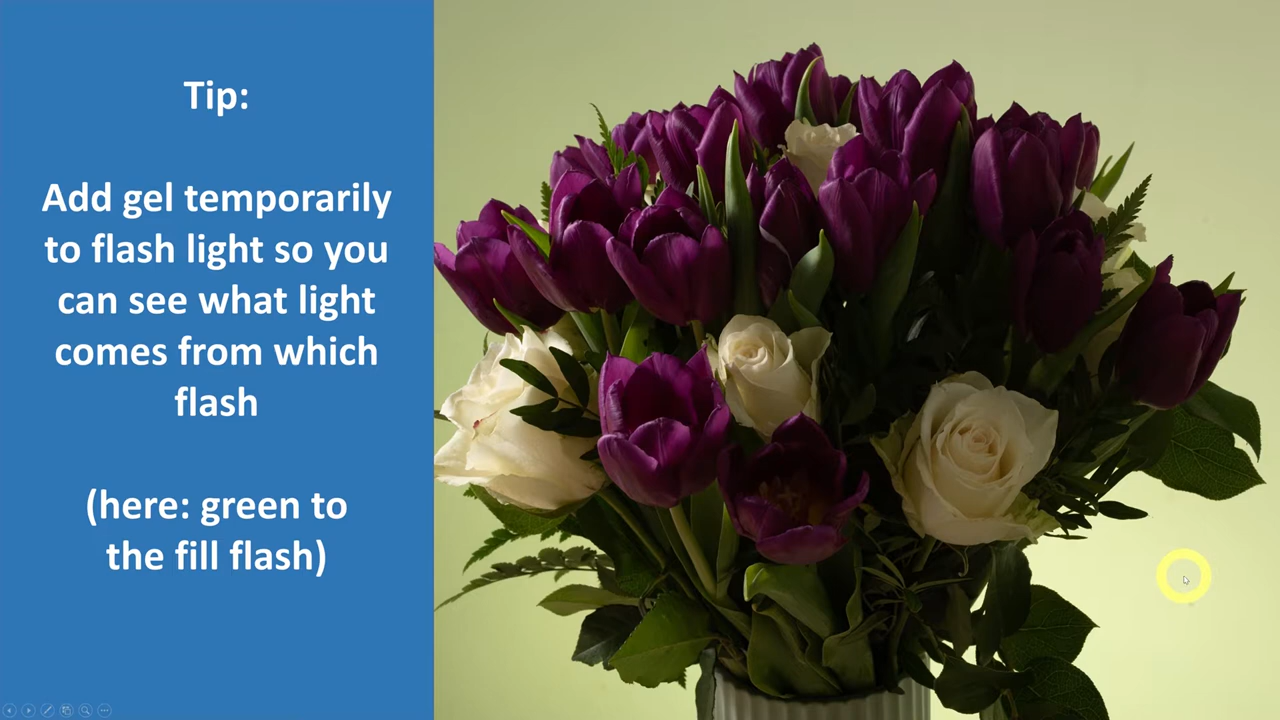 Tip:
Add gel temporarily
to flash light so you
can see what light
comes from which
flash
(here: green to
the fill flash)